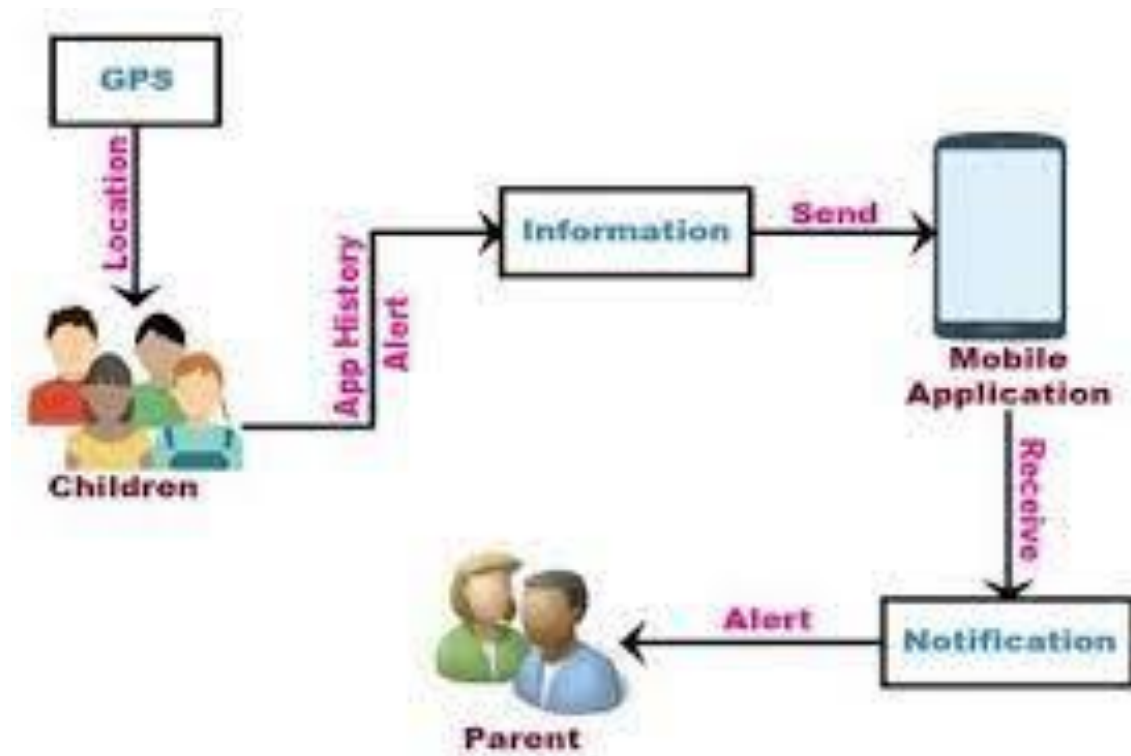 GPS
Location
Children
App History
Alert
Information
Send
Mobile
Application
Receive
Notification
Alert
Parent